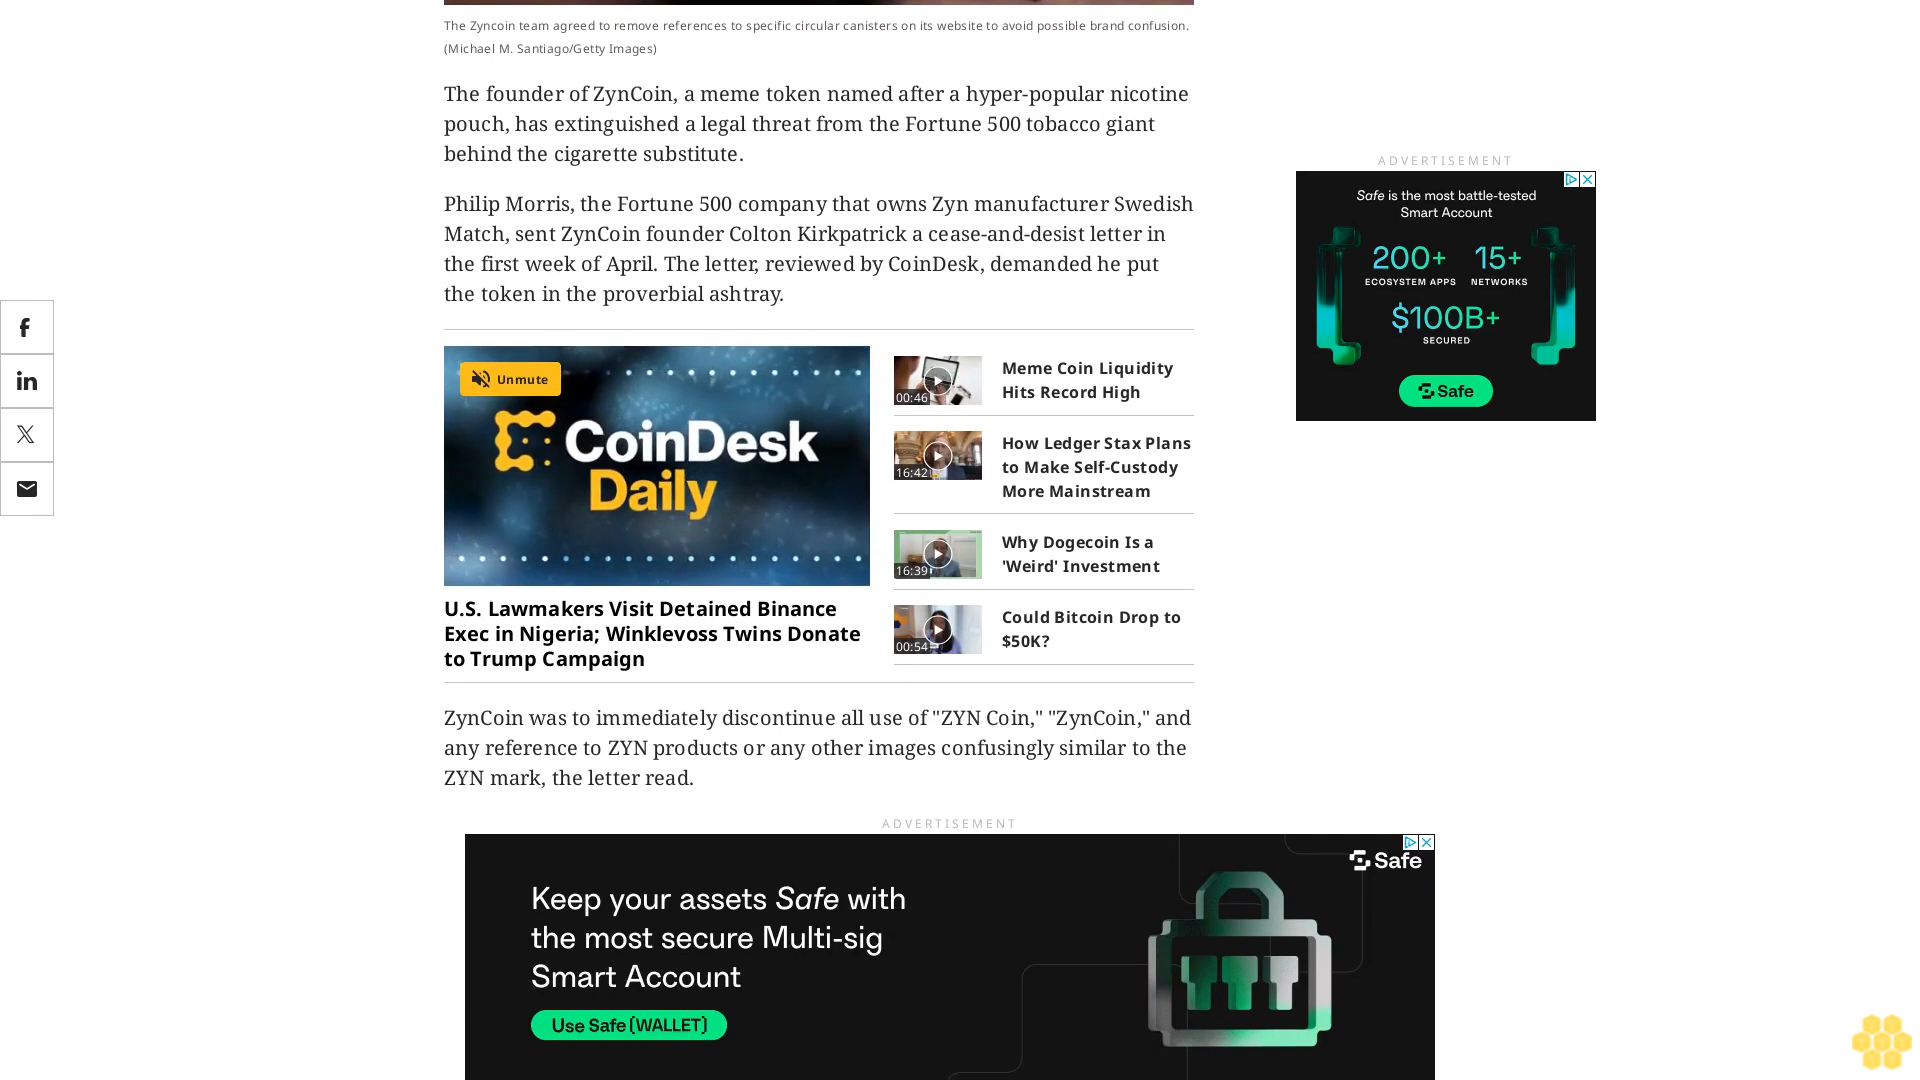 The Zyncoin team agreed to remove references to specific circular canisters on its website to avoid possible brand confusion.
(Michael M. Santiago/Getty Images)
The founder of ZynCoin, a meme token named after a hyper-popular nicotine
pouch, has extinguished a legal threat from the Fortune 500 tobacco giant
behind the cigarette substitute.
Philip Morris, the Fortune 500 company that owns Zyn manufacturer Swedish
Match, sent ZynCoin founder Colton Kirkpatrick a cease-and-desist letter in
the first week of April. The letter, reviewed by CoinDesk, demanded he put
the token in the proverbial ashtray.
Unmute
CoinDesk
Daily
U.S. Lawmakers Visit Detained Binance
Exec in Nigeria; Winklevoss Twins Donate
to Trump Campaign
00:46
Meme Coin Liquidity
Hits Record High
16:42
How Ledger Stax Plans
to Make Self-Custody
More Mainstream
16:39
Why Dogecoin Is a
'Weird' Investment
00:54
Could Bitcoin Drop to
$50K?
ZynCoin was to immediately discontinue all use of "ZYN Coin," "ZynCoin," and
any reference to ZYN products or any other images confusingly similar to the
ZYN mark, the letter read.
ADVERTISEMENT
Safe
Keep your assets Safe with
the most secure Multi-sig
Smart Account
Use Safe{WALLET}
ADVERTISEMENT
Safe is the most battle-tested
Smart Account
200+
ECOSYSTEM APPS
15+
NETWORKS
$100B+
SECURED
Safe